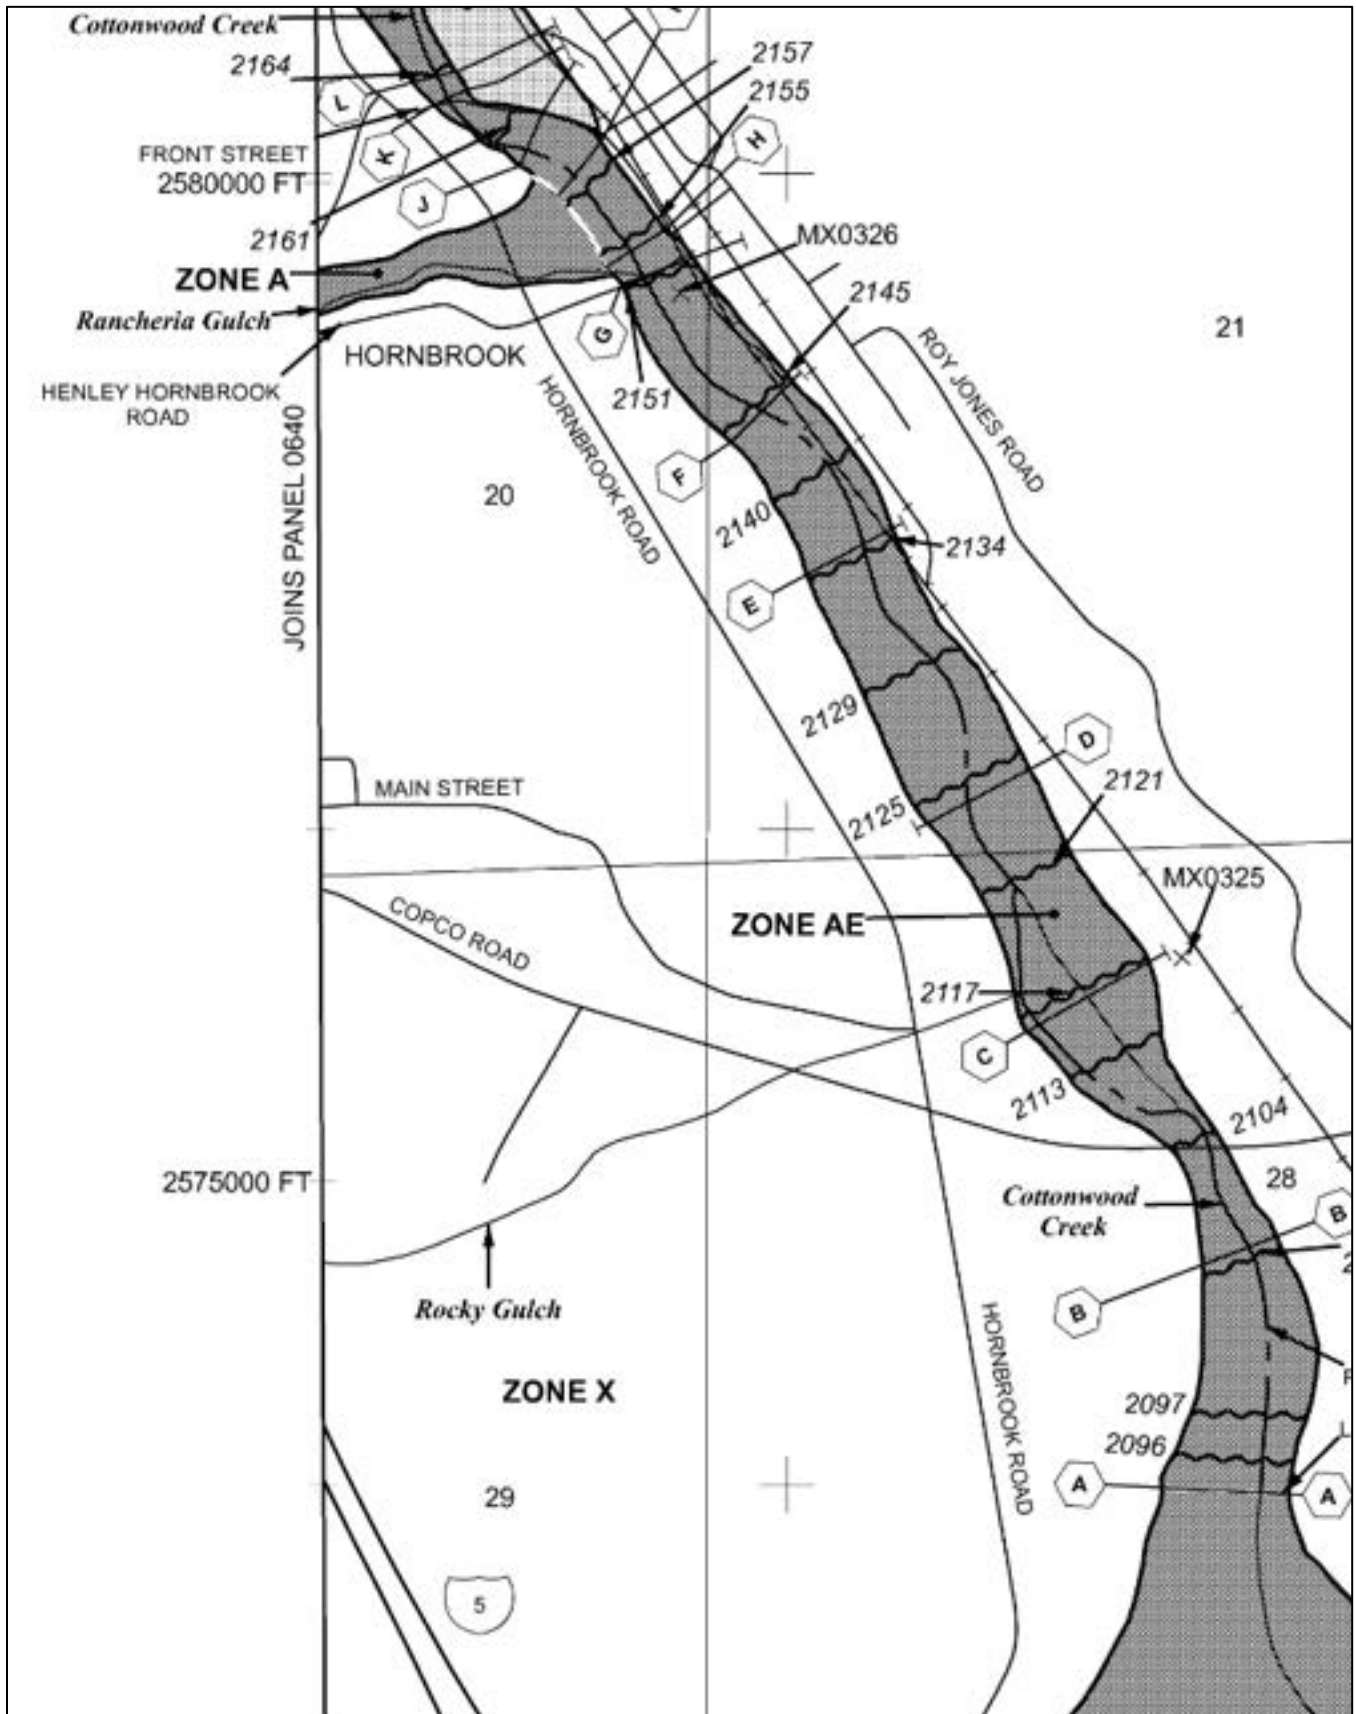 Cottonwood Creek
2164
2157
2155
L
H
K
FRONT STREET
2580000 FT
J
2161
MX0326
ZONE A
2145
Rancheria Gulch
G
HORNBROOK
21
ROY JONES ROAD
HENLEY HORNBROOK
ROAD
2151
HORNBROOK ROAD
JOINS PANEL 0640
F
20
2140
2134
E
2129
D
MAIN STREET
2121
2125
MX0325
COPCO ROAD
ZONE AE
2117
C
2113
2104
2575000 FT
28
Cottonwood
Creek
B
B
Rocky Gulch
HORNBROOK ROAD
ZONE X
2097
2096
A
A
29
5